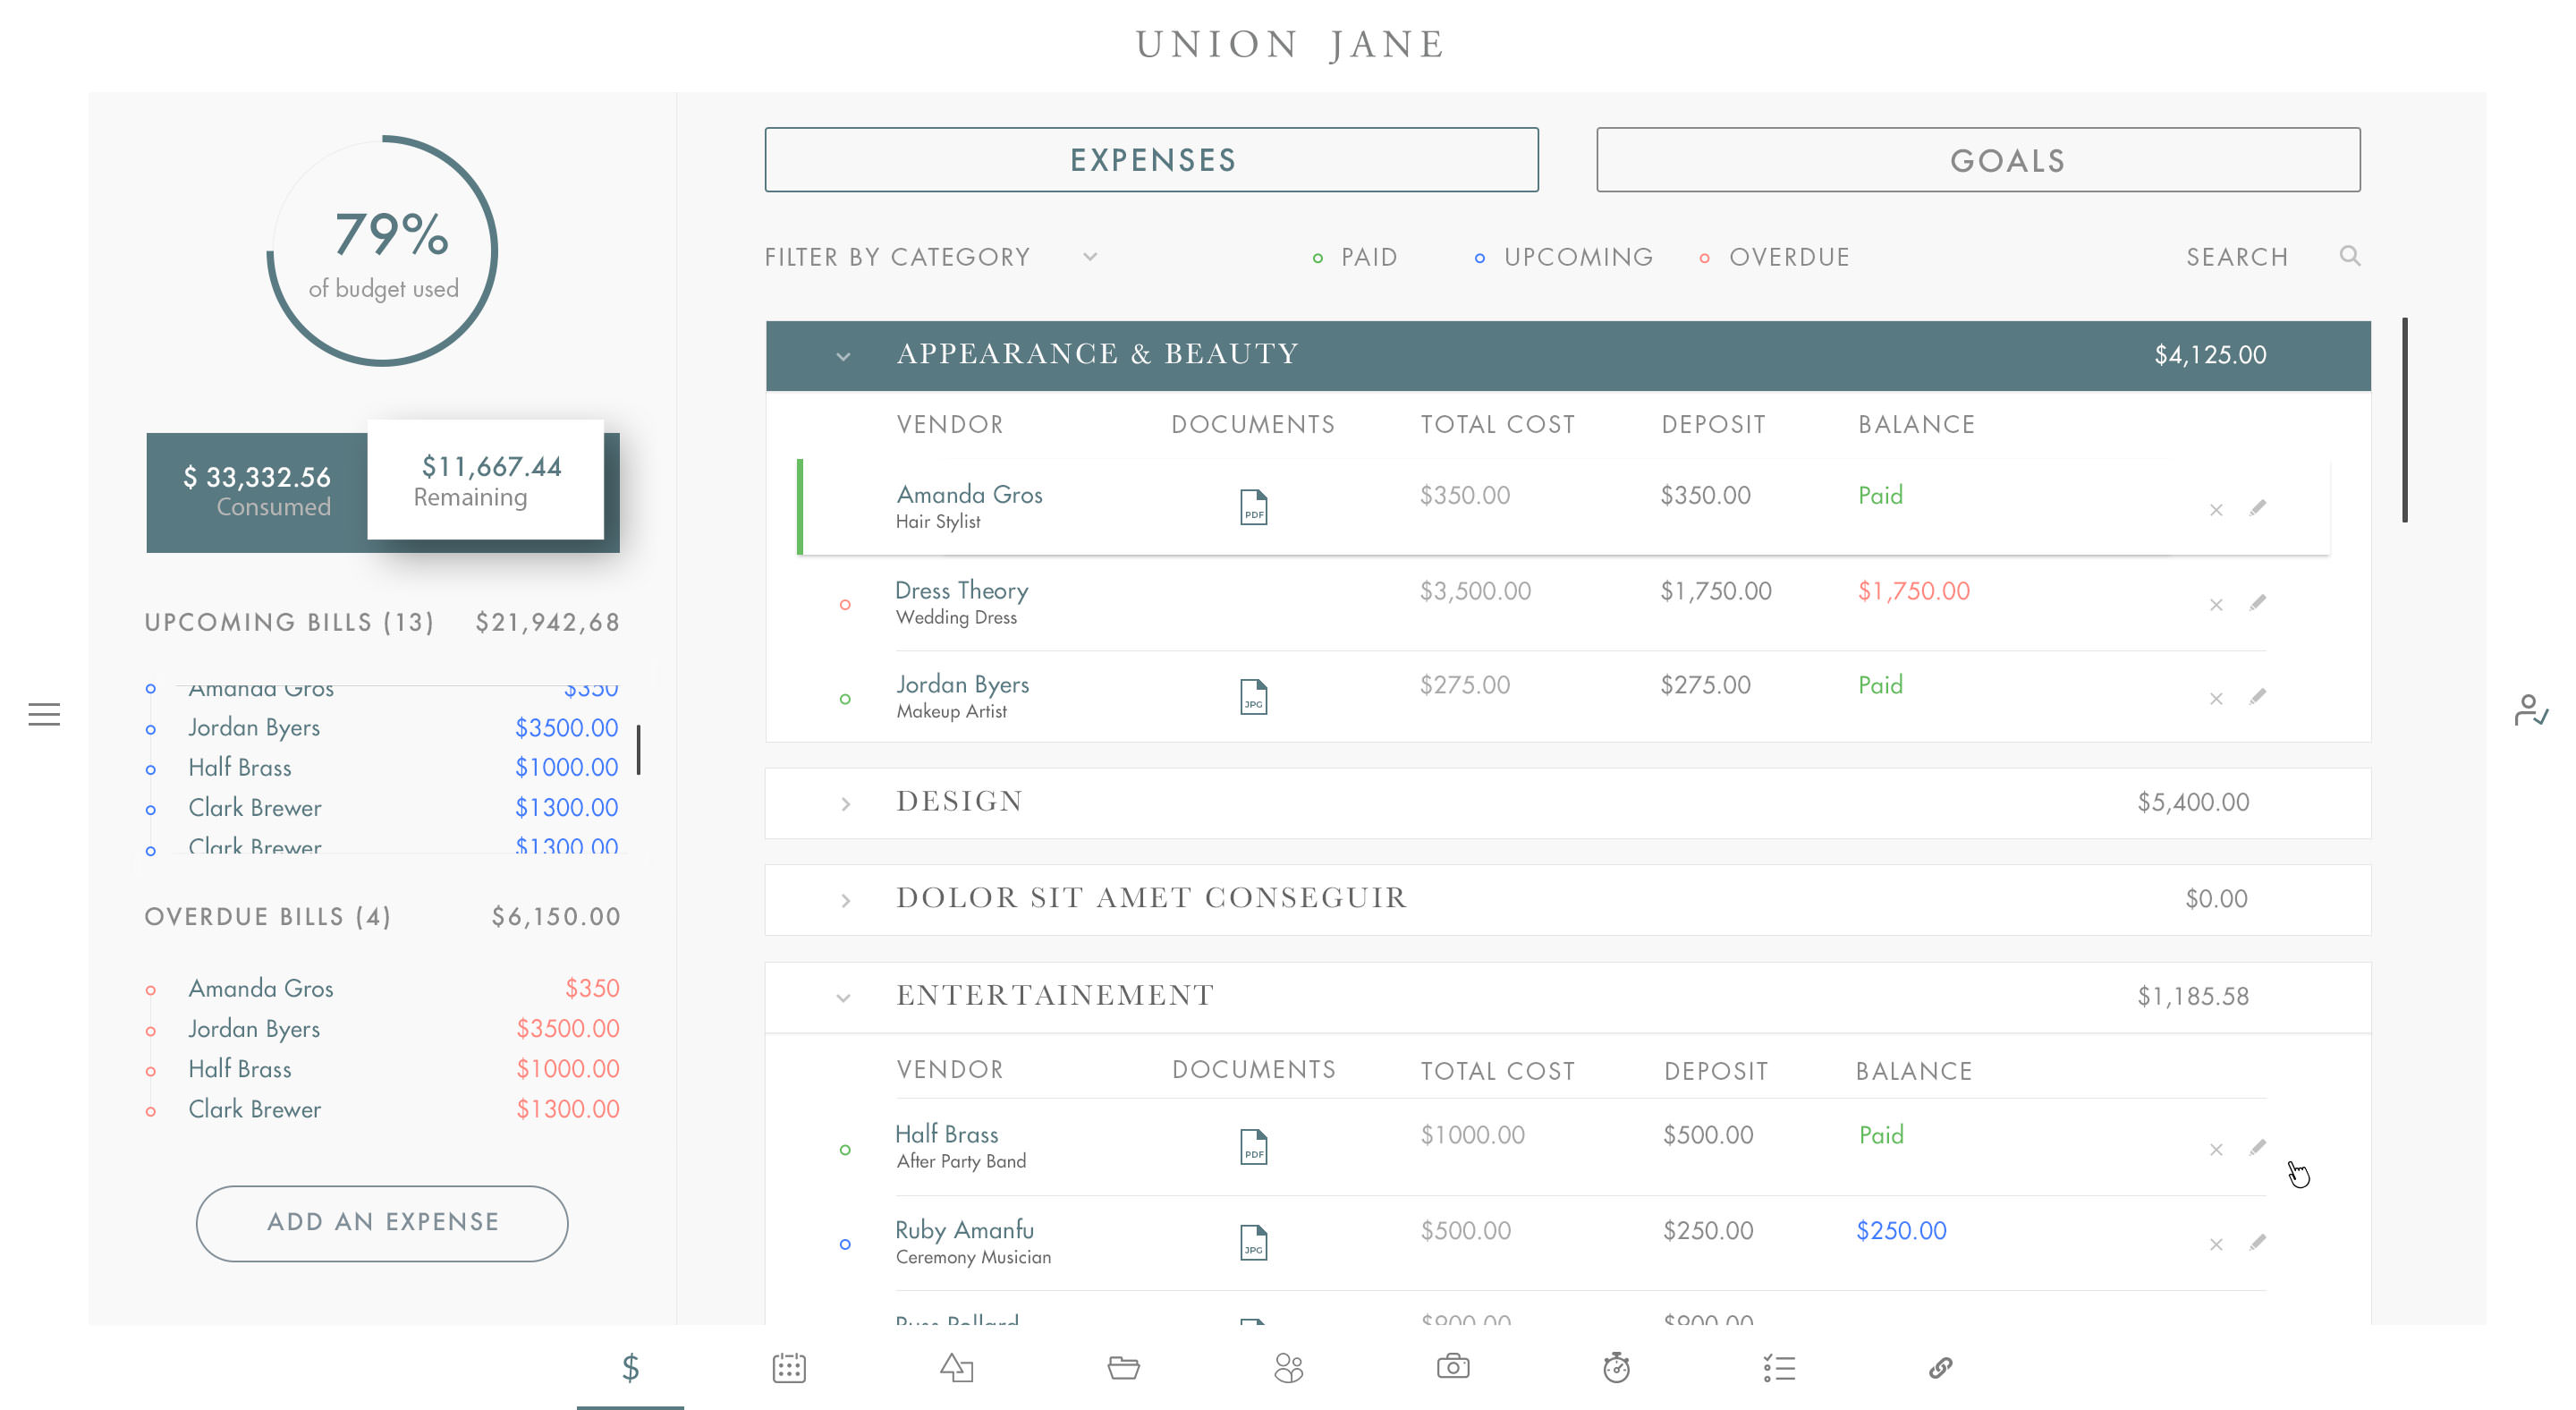 UNION JANE
79%
of budget used
$ 33,332.56
Consumed
$11,667.44
Remaining
UPCOMING BILLS (13) $21,942,68
Amanda Gros $350
Jordan Byers $3500.00
Half Brass $1000.00
Clark Brewer $1300.00
Clark Brewer $1300.00
OVERDUE BILLS (4) $6,150.00
Amanda Gros $350
Jordan Byers $3500.00
Half Brass $1000.00
Clark Brewer $1300.00
ADD AN EXPENSE
EXPENSES GOALS
FILTER BY CATEGORY PAID UPCOMING OVERDUE SEARCH
APPEARANCE & BEAUTY $4,125.00
VENDOR DOCUMENTS TOTAL COST DEPOSIT BALANCE
Amanda Gros PDF $350.00 $350.00 Paid
Hair Stylist
Dress Theory $3,500.00 $1,750.00 $1,750.00
Wedding Dress
Jordan Byers JPG $275.00 $275.00 Paid
Makeup Artist
DESIGN $5,400.00
DOLOR SIT AMET CONSEGUIR $0.00
ENTERTAINEMENT $1,185.58
VENDOR DOCUMENTS TOTAL COST DEPOSIT BALANCE
Half Brass PDF $1000.00 $500.00 Paid
After Party Band
Ruby Amanfu JPG $500.00 $250.00 $250.00
Ceremony Musician
$